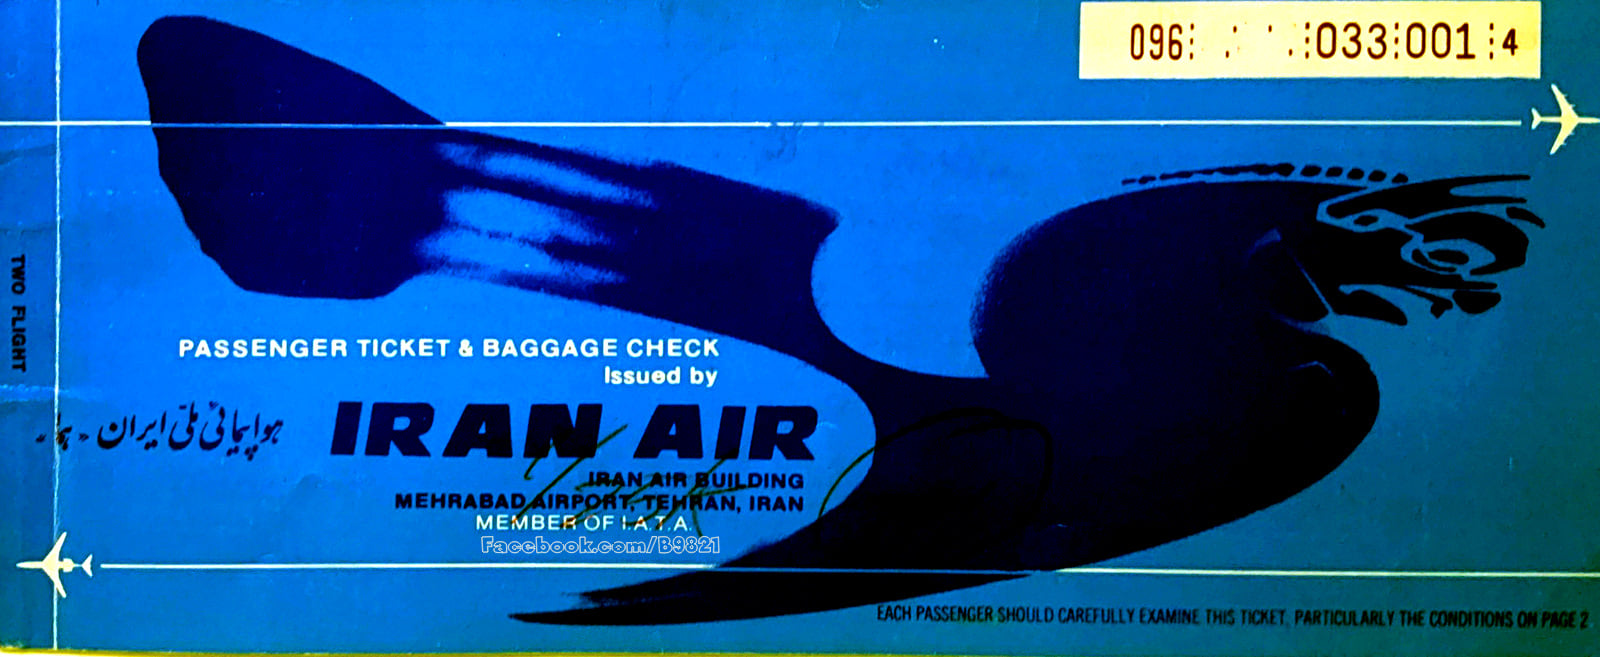 096 033 001 4
TWO FLIGHT
PASSENGER TICKET & BAGGAGE CHECK
Issued by
هواپیمائی ملّی ایران - هما -
IRAN AIR
IRAN AIR BUILDING
MEHRABAD AIRPORT, TEHRAN, IRAN
MEMBER OF I.A.T.A.
Facebook.com/B9821
EACH PASSENGER SHOULD CAREFULLY EXAMINE THIS TICKET, PARTICULARLY THE CONDITIONS ON PAGE 2